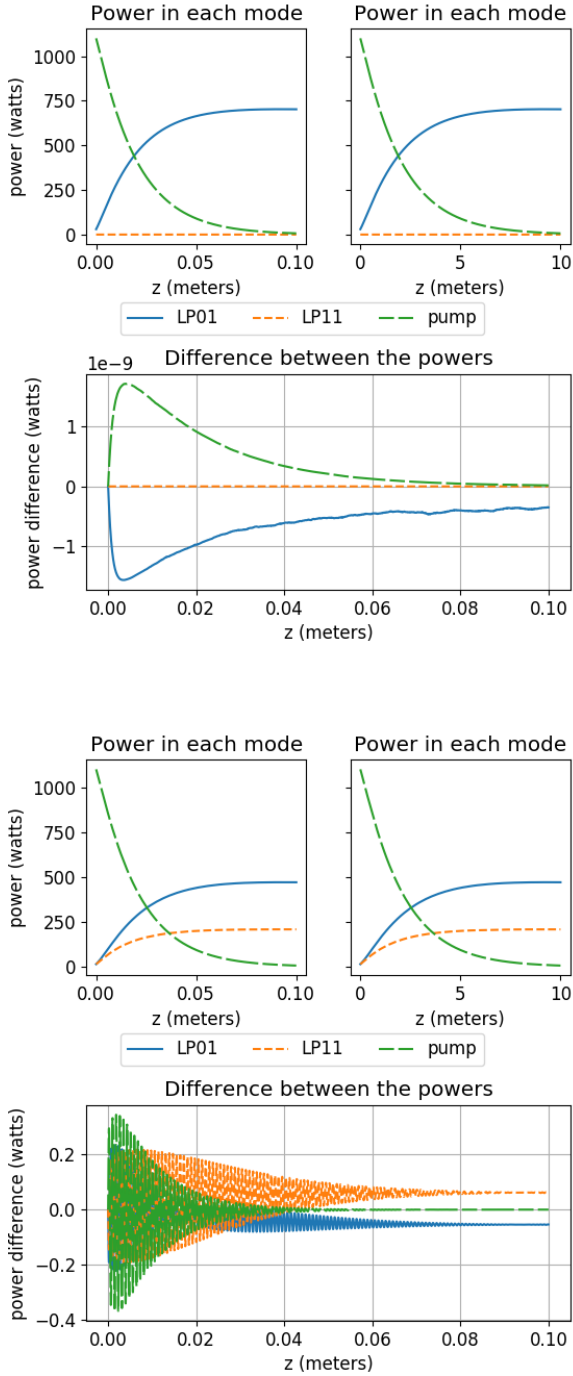 Power in each mode Power in each mode
power (watts)
1000
750
500
250
0
0.00 0.05 0.10 0 5 10
z (meters) z (meters)
LP01 LP11 pump
1e−9 Difference between the powers
power difference (watts)
1
0
−1
0.00 0.02 0.04 0.06 0.08 0.10
z (meters)
Power in each mode Power in each mode
power (watts)
1000
750
500
250
0
0.00 0.05 0.10 0 5 10
z (meters) z (meters)
LP01 LP11 pump
Difference between the powers
power difference (watts)
0.2
0.0
−0.2
−0.4
0.00 0.02 0.04 0.06 0.08 0.10
z (meters)